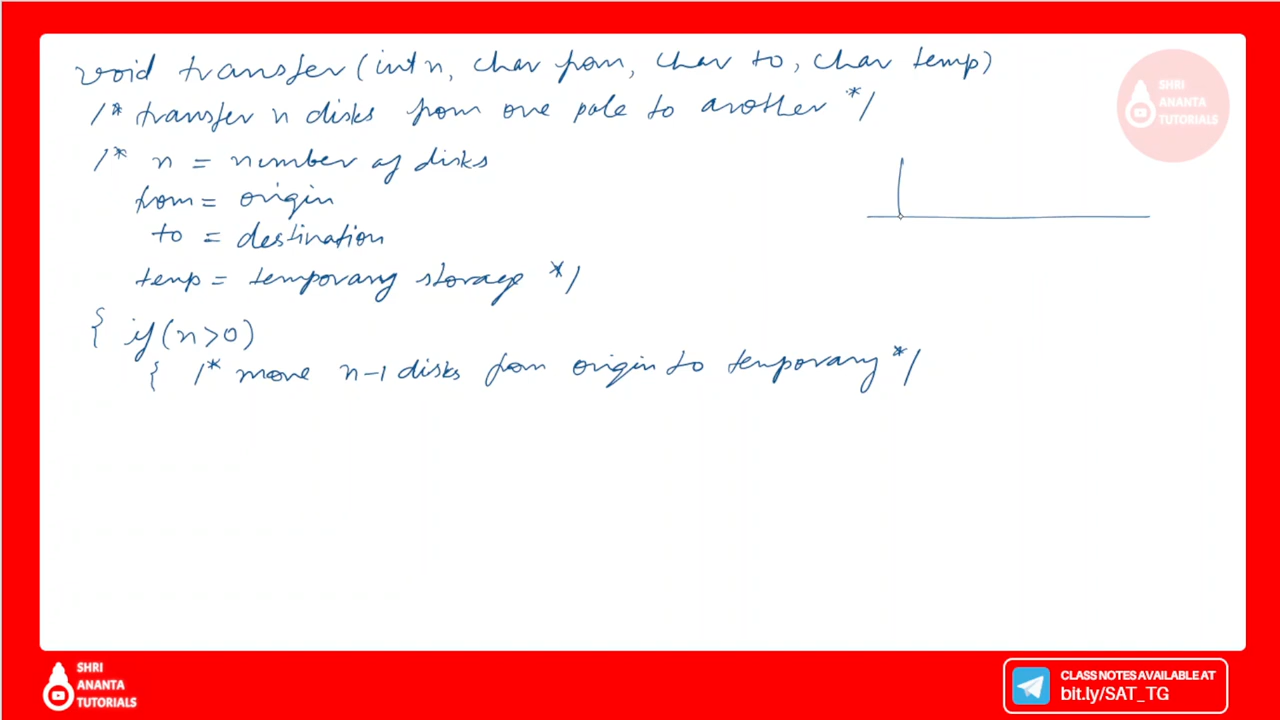 void transfer(int n, char from, char to, char temp)
/* transfer n disks from one pole to another */
/* n = number of disks
from = origin
to = destination
temp = temporary storage */
{ if(n>0)
{ /* move n-1 disks from origin to temporary */
SHRI
ANANTA
TUTORIALS
SHRI
ANANTA
TUTORIALS
CLASS NOTES AVAILABLE AT
bit.ly/SAT_TG